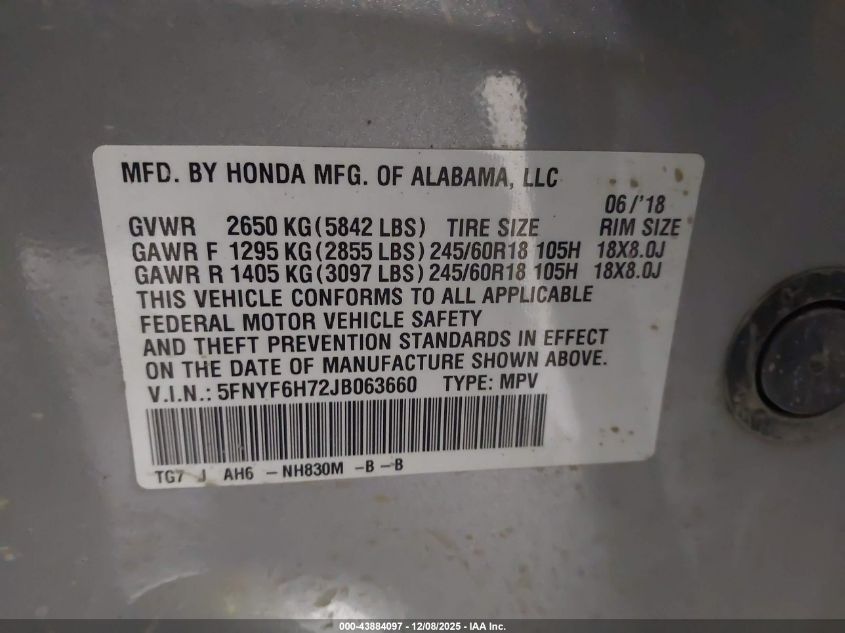 MFD. BY HONDA MFG. OF ALABAMA, LLC
06/'18
GVWR 2650 KG (5842 LBS) TIRE SIZE RIM SIZE
GAWR F 1295 KG (2855 LBS) 245/60R18 105H 18X8.0J
GAWR R 1405 KG (3097 LBS) 245/60R18 105H 18X8.0J
THIS VEHICLE CONFORMS TO ALL APPLICABLE
FEDERAL MOTOR VEHICLE SAFETY
AND THEFT PREVENTION STANDARDS IN EFFECT
ON THE DATE OF MANUFACTURE SHOWN ABOVE.
V.I.N.: 5FNYF6H72JB063660 TYPE: MPV
TG7 J AH6 - NH830M - B - B
000-43884097 - 12/08/2025 - IAA Inc.